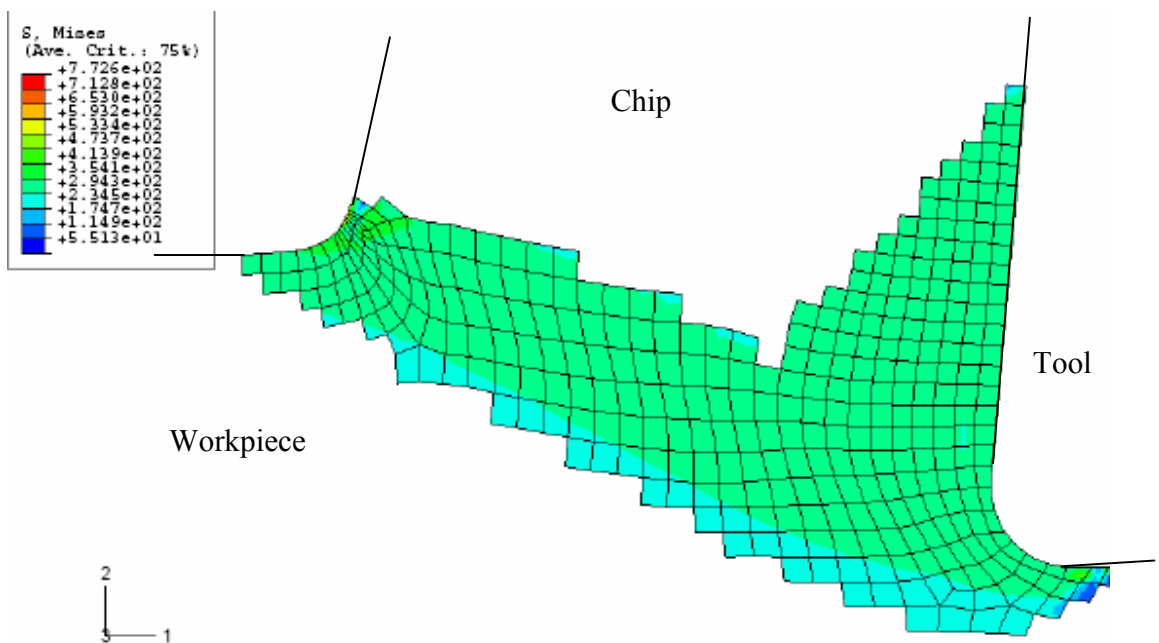 S, Mises
(Ave. Crit.: 75%)
+7.726e+02
+7.128e+02
+6.530e+02
+5.932e+02
+5.334e+02
+4.737e+02
+4.139e+02
+3.541e+02
+2.943e+02
+2.345e+02
+1.747e+02
+1.149e+02
+5.513e+01
Chip
Tool
Workpiece
2
3 1